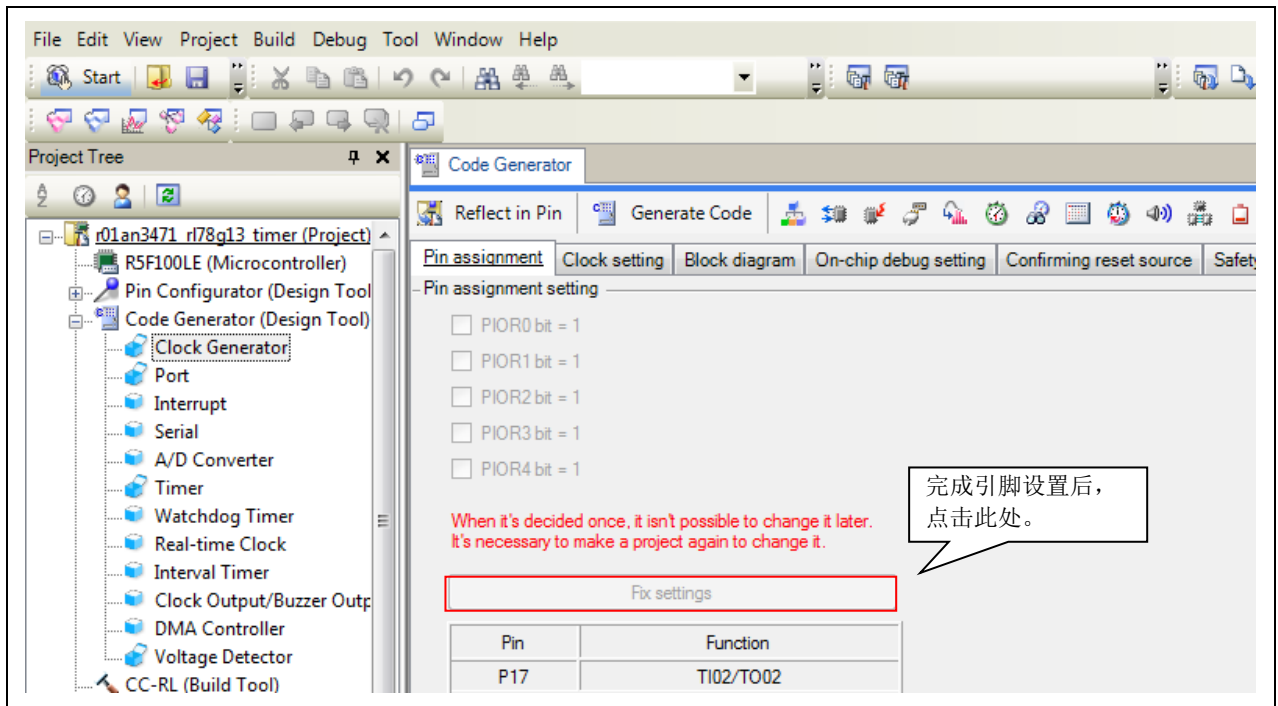 File Edit View Project Build Debug Tool Window Help
Start
Project Tree
Code Generator
Reflect in Pin Generate Code
r01an3471_rl78g13_timer (Project)
R5F100LE (Microcontroller)
Pin Configurator (Design Tool
Code Generator (Design Tool)
Clock Generator
Port
Interrupt
Serial
A/D Converter
Timer
Watchdog Timer
Real-time Clock
Interval Timer
Clock Output/Buzzer Outp
DMA Controller
Voltage Detector
CC-RL (Build Tool)
Pin assignment Clock setting Block diagram On-chip debug setting Confirming reset source Safety
Pin assignment setting
PIOR0 bit = 1
PIOR1 bit = 1
PIOR2 bit = 1
PIOR3 bit = 1
PIOR4 bit = 1
When it's decided once, it isn't possible to change it later.
It's necessary to make a project again to change it.
完成引脚设置后，
点击此处。
Fix settings
Pin Function
P17 TI02/TO02